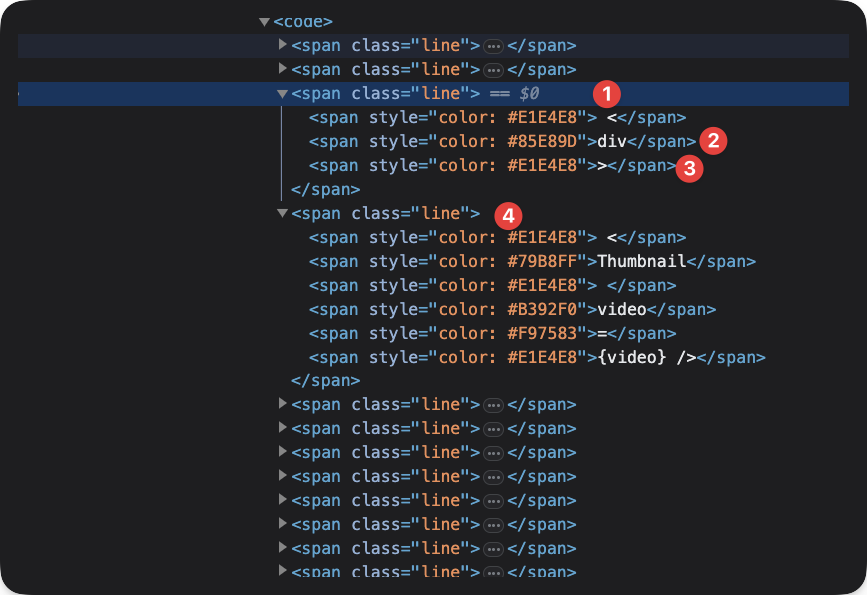 ▼<code>
▶<span class="line">…</span>
▶<span class="line">…</span>
▼<span class="line"> == $0 1
<span style="color: #E1E4E8"> <</span>
<span style="color: #85E89D">div</span> 2
<span style="color: #E1E4E8">></span> 3
</span>
▼<span class="line"> 4
<span style="color: #E1E4E8"> <</span>
<span style="color: #79B8FF">Thumbnail</span>
<span style="color: #E1E4E8"> </span>
<span style="color: #B392F0">video</span>
<span style="color: #F97583">=</span>
<span style="color: #E1E4E8">{video} /></span>
</span>
▶<span class="line">…</span>
▶<span class="line">…</span>
▶<span class="line">…</span>
▶<span class="line">…</span>
▶<span class="line">…</span>
▶<span class="line">…</span>
▶<span class="line">…</span>
▶<span class="line">…</span>